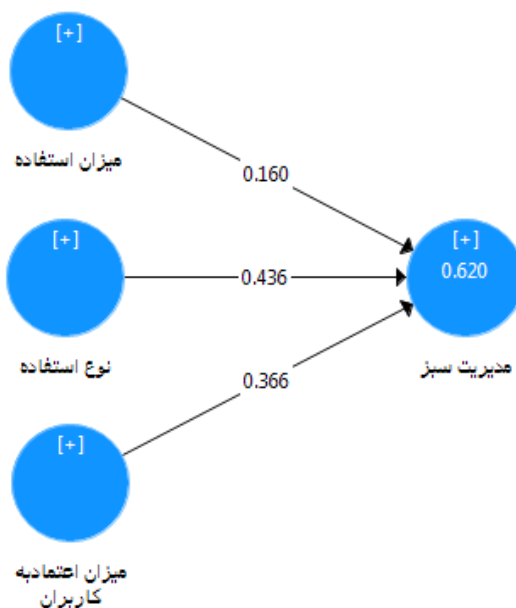 [+]
میزان استفاده
0.160
[+]
نوع استفاده
0.436
[+]
0.620
مدیریت سبز
0.366
[+]
میزان اعتمادبه
کاربران